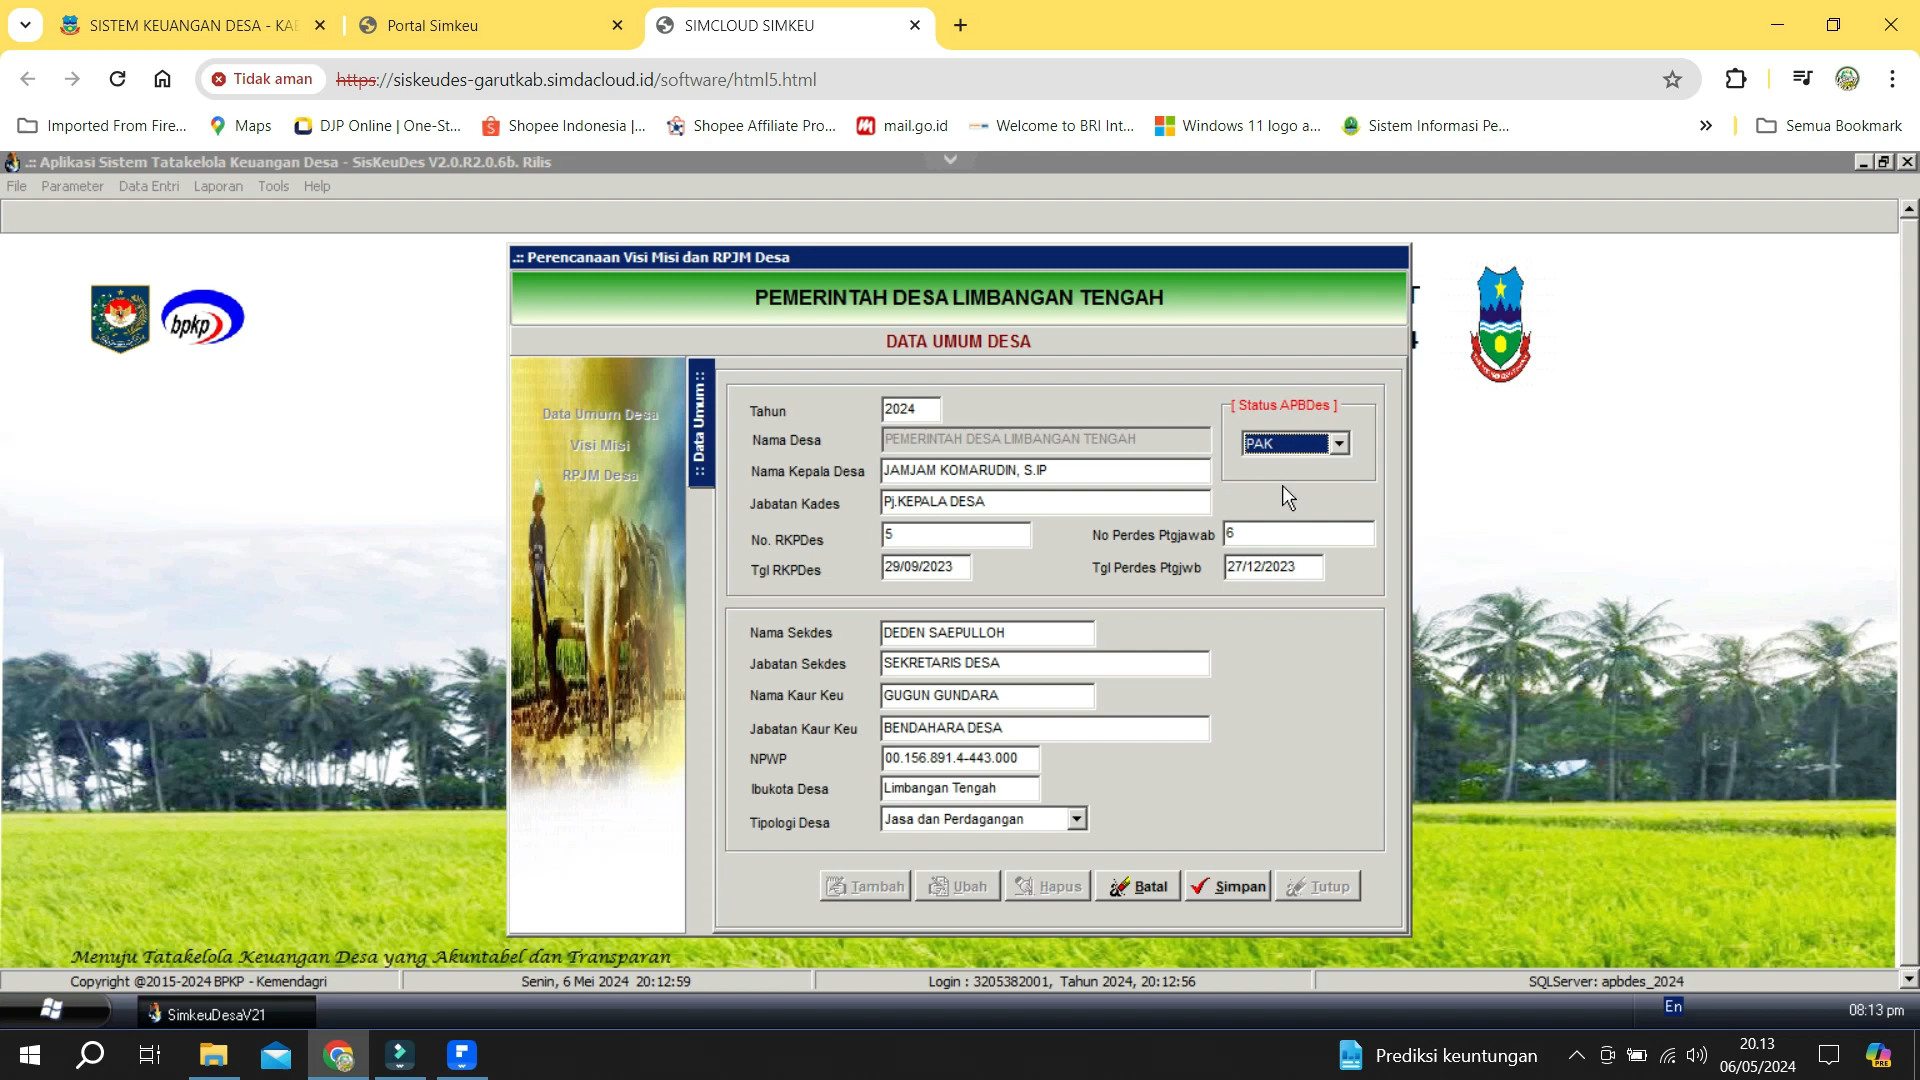 SISTEM KEUANGAN DESA - KAE
Portal Simkeu
SIMCLOUD SIMKEU
Tidak aman
https://siskeudes-garutkab.simdacloud.id/software/html5.html
Imported From Fire...
Maps
DJP Online | One-St...
Shopee Indonesia |...
Shopee Affiliate Pro...
mail.go.id
Welcome to BRI Int...
Windows 11 logo a...
Sistem Informasi Pe...
Semua Bookmark
.:: Aplikasi Sistem Tatakelola Keuangan Desa - SisKeuDes V2.0.R2.0.6b. Rilis
File Parameter Data Entri Laporan Tools Help
.:: Perencanaan Visi Misi dan RPJM Desa
PEMERINTAH DESA LIMBANGAN TENGAH
DATA UMUM DESA
bpkp
Data Umum Desa
Visi Misi
RPJM Desa
:: Data Umum ::
Tahun 2024
[ Status APBDes ]
PAK
Nama Desa PEMERINTAH DESA LIMBANGAN TENGAH
Nama Kepala Desa JAMJAM KOMARUDIN, S.IP
Jabatan Kades Pj.KEPALA DESA
No. RKPDes 5 No Perdes Ptgjawab 6
Tgl RKPDes 29/09/2023 Tgl Perdes Ptgjwb 27/12/2023
Nama Sekdes DEDEN SAEPULLOH
Jabatan Sekdes SEKRETARIS DESA
Nama Kaur Keu GUGUN GUNDARA
Jabatan Kaur Keu BENDAHARA DESA
NPWP 00.156.891.4-443.000
Ibukota Desa Limbangan Tengah
Tipologi Desa Jasa dan Perdagangan
Tambah Ubah Hapus Batal Simpan Tutup
Menuju Tatakelola Keuangan Desa yang Akuntabel dan Transparan
Copyright @2015-2024 BPKP - Kemendagri
Senin, 6 Mei 2024 20:12:59
Login : 3205382001, Tahun 2024, 20:12:56
SQLServer: apbdes_2024
SimkeuDesaV21
En
08:13 pm
Prediksi keuntungan
20.13
06/05/2024
PRE